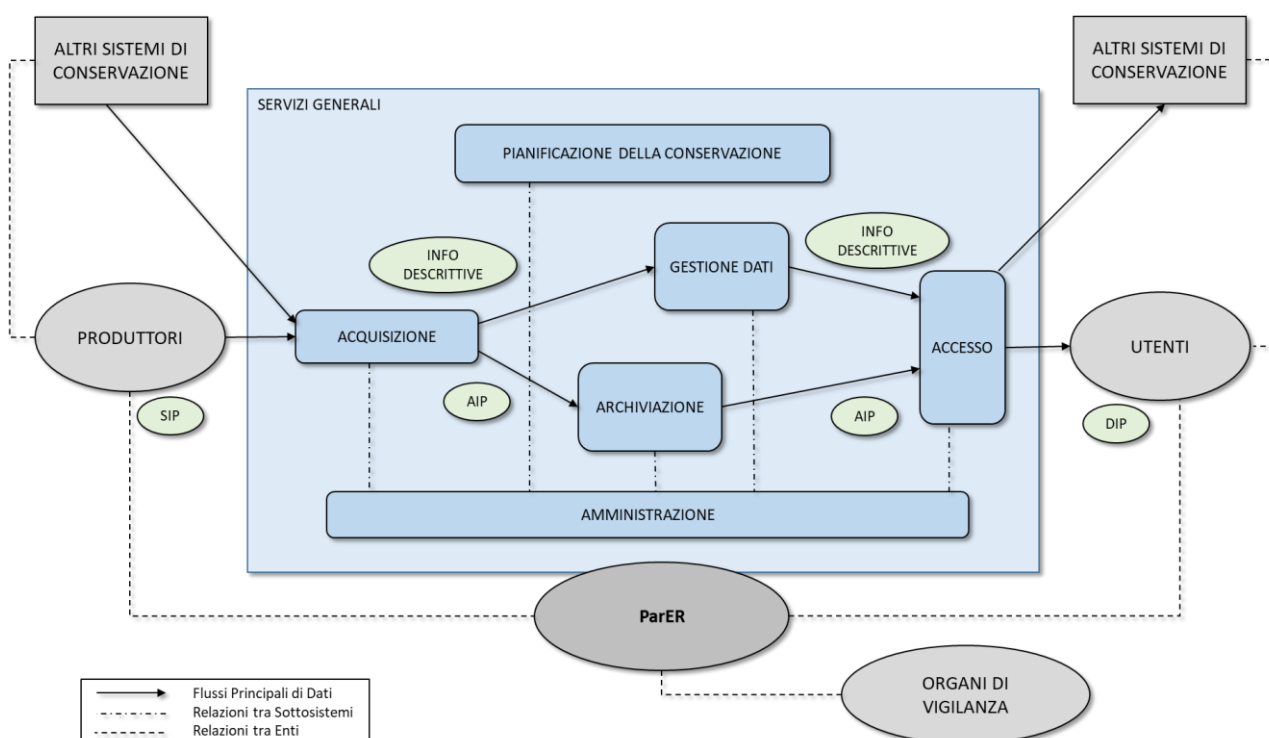 ALTRI SISTEMI DI
CONSERVAZIONE
ALTRI SISTEMI DI
CONSERVAZIONE
SERVIZI GENERALI
PIANIFICAZIONE DELLA CONSERVAZIONE
INFO
DESCRITTIVE
GESTIONE DATI
INFO
DESCRITTIVE
PRODUTTORI
ACQUISIZIONE
ACCESSO
UTENTI
SIP
AIP
ARCHIVIAZIONE
AIP
DIP
AMMINISTRAZIONE
ParER
ORGANI DI
VIGILANZA
Flussi Principali di Dati
Relazioni tra Sottosistemi
Relazioni tra Enti